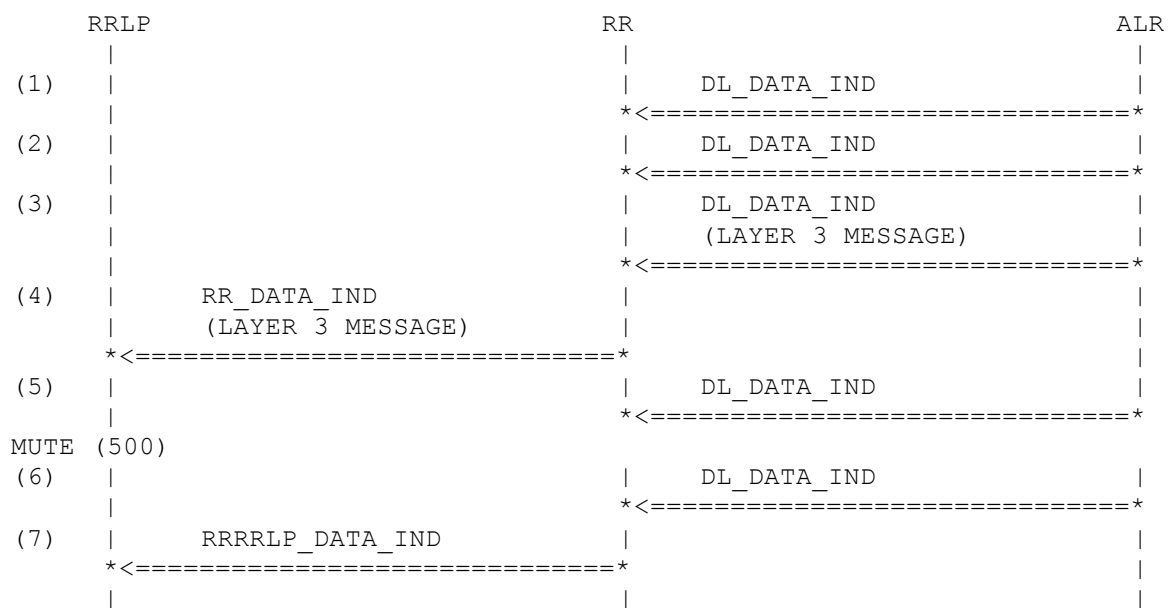 RRLP RR ALR
(1) DL_DATA_IND
(2) DL_DATA_IND
(3) DL_DATA_IND
(LAYER 3 MESSAGE)
(4) RR_DATA_IND
(LAYER 3 MESSAGE)
(5) DL_DATA_IND
MUTE (500)
(6) DL_DATA_IND
(7) RRRRLP_DATA_IND